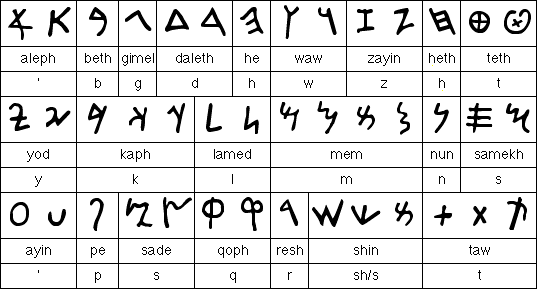 𐤀 𐤀 𐤁 𐤂 𐤃 𐤃 𐤄 𐤅 𐤅 𐤆 𐤆 𐤇 𐤈 𐤈
aleph beth gimel daleth he waw zayin heth teth
' b g d h w z h t
𐤉 𐤉 𐤊 𐤊 𐤊 𐤋 𐤋 𐤌 𐤌 𐤌 𐤌 𐤍 𐤎 𐤎
yod kaph lamed mem nun samekh
y k l m n s
𐤏 𐤏 𐤐 𐤑 𐤑 𐤒 𐤒 𐤓 𐤔 𐤔 𐤔 𐤕 𐤕 𐤕
ayin pe sade qoph resh shin taw
' p s q r sh/s t